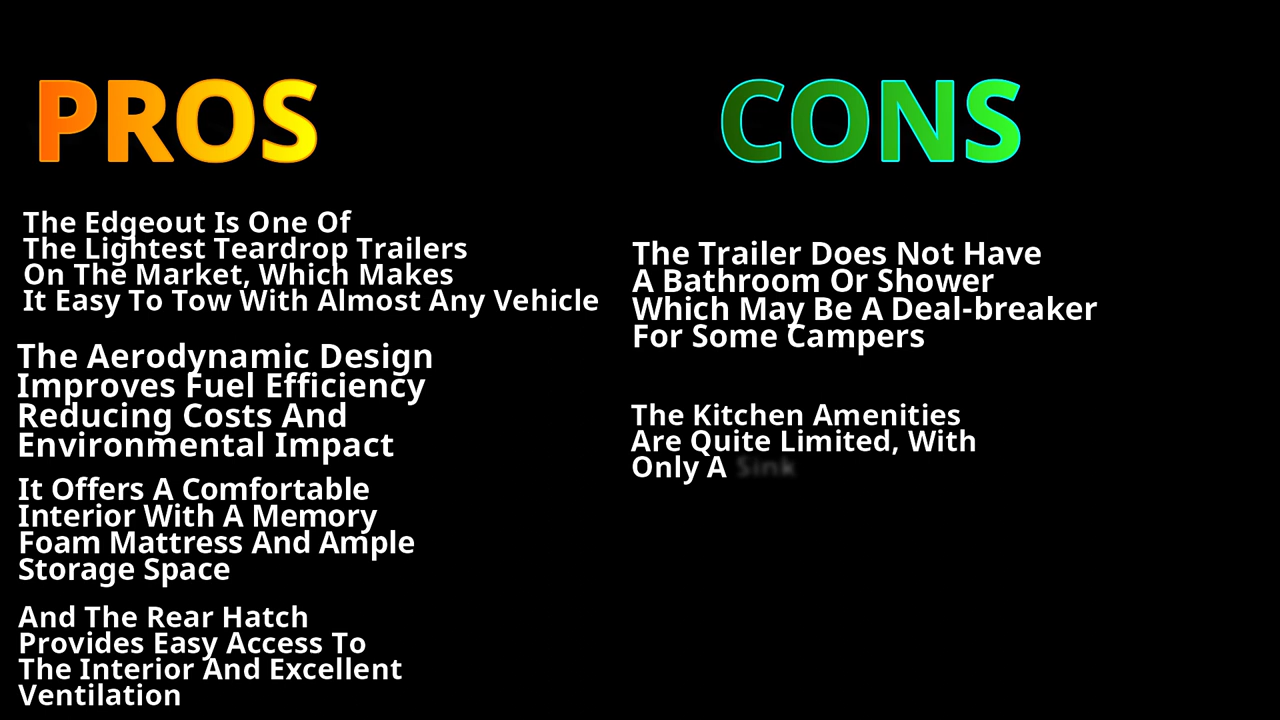 PROS
The Edgeout Is One Of
The Lightest Teardrop Trailers
On The Market, Which Makes
It Easy To Tow With Almost Any Vehicle
The Aerodynamic Design
Improves Fuel Efficiency
Reducing Costs And
Environmental Impact
It Offers A Comfortable
Interior With A Memory
Foam Mattress And Ample
Storage Space
And The Rear Hatch
Provides Easy Access To
The Interior And Excellent
Ventilation
CONS
The Trailer Does Not Have
A Bathroom Or Shower
Which May Be A Deal-breaker
For Some Campers
The Kitchen Amenities
Are Quite Limited, With
Only A Sink